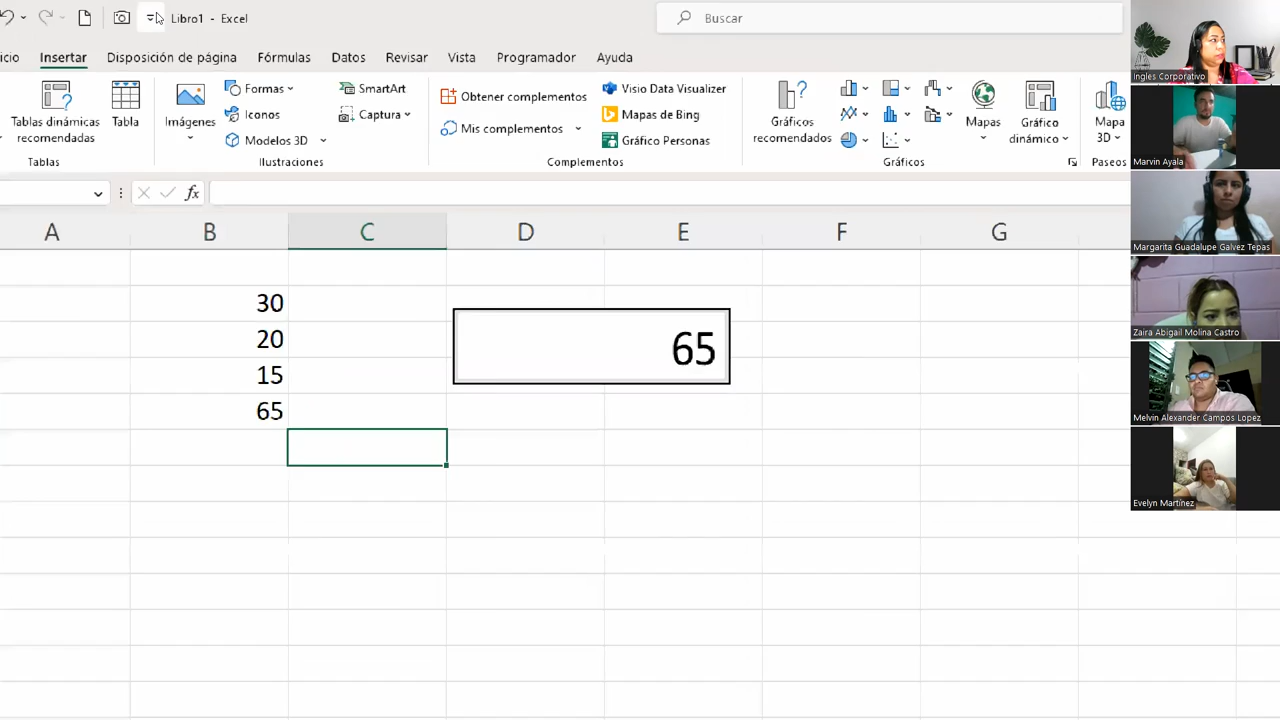 Libro1 - Excel
Buscar
icio Insertar Disposición de página Fórmulas Datos Revisar Vista Programador Ayuda
Tablas dinámicas recomendadas
Tabla
Tablas
Imágenes
Formas
Iconos
Modelos 3D
SmartArt
Captura
Ilustraciones
Obtener complementos
Mis complementos
Visio Data Visualizer
Mapas de Bing
Gráfico Personas
Complementos
Gráficos recomendados
Mapas
Gráfico dinámico
Gráficos
Mapa 3D
Paseos
fx
A B C D E F G
30
20
15
65
65
Ingles Corporativo
Marvin Ayala
Margarita Guadalupe Galvez Tepas
Zaira Abigail Molina Castro
Melvin Alexander Campos Lopez
Evelyn Martínez